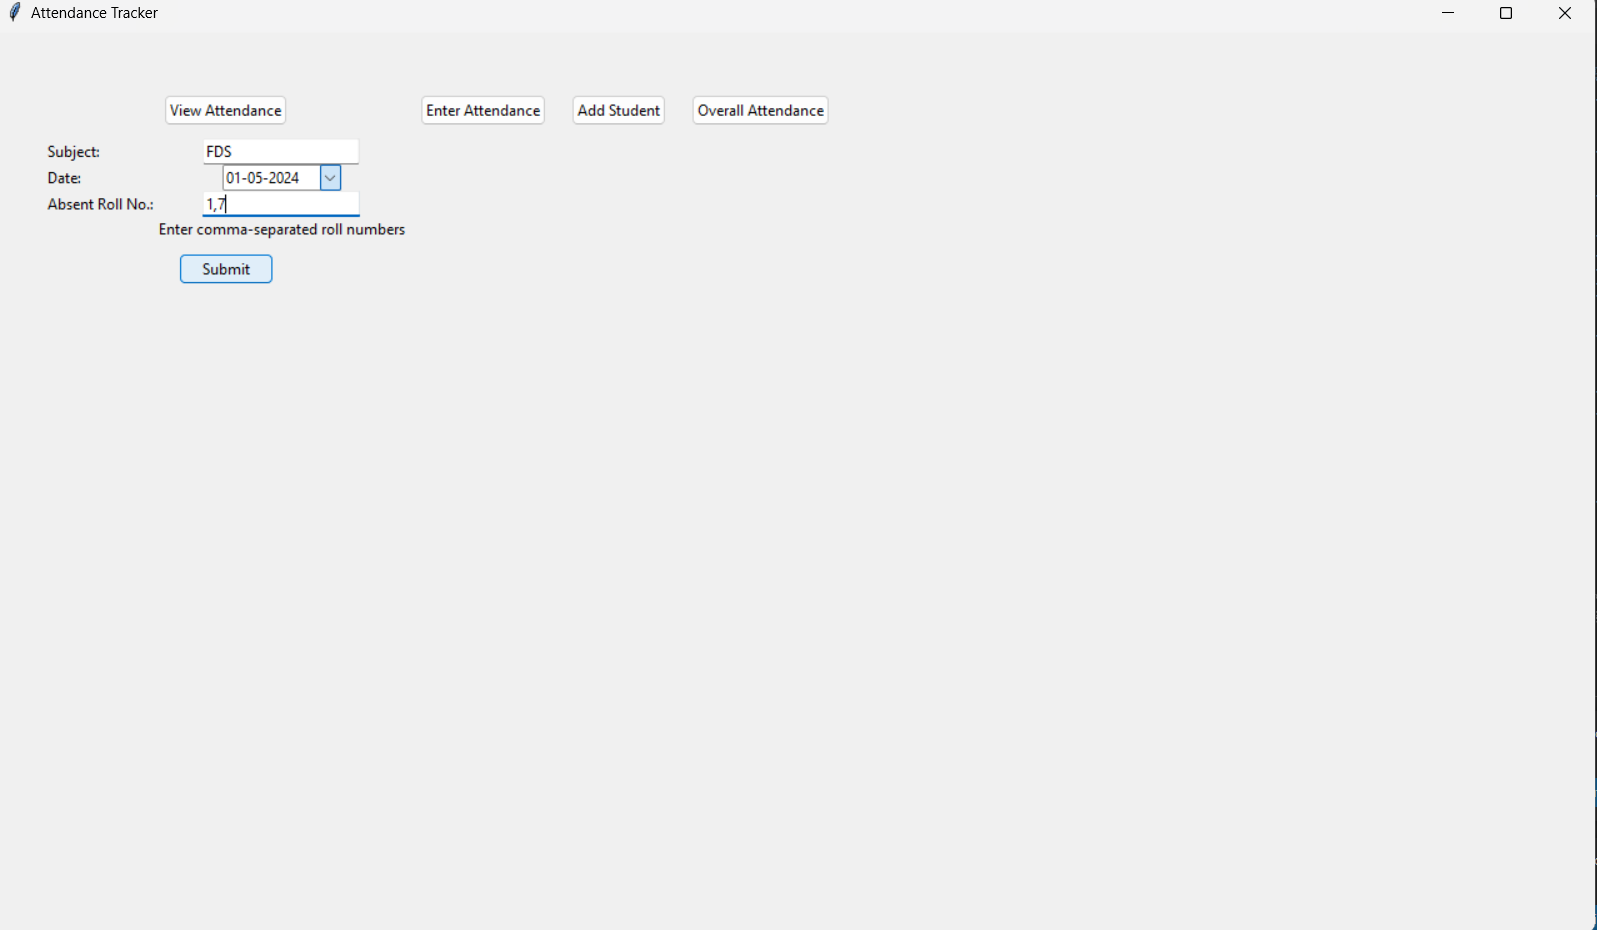 Attendance Tracker
View Attendance Enter Attendance Add Student Overall Attendance
Subject: FDS
Date: 01-05-2024
Absent Roll No.: 1,7
Enter comma-separated roll numbers
Submit